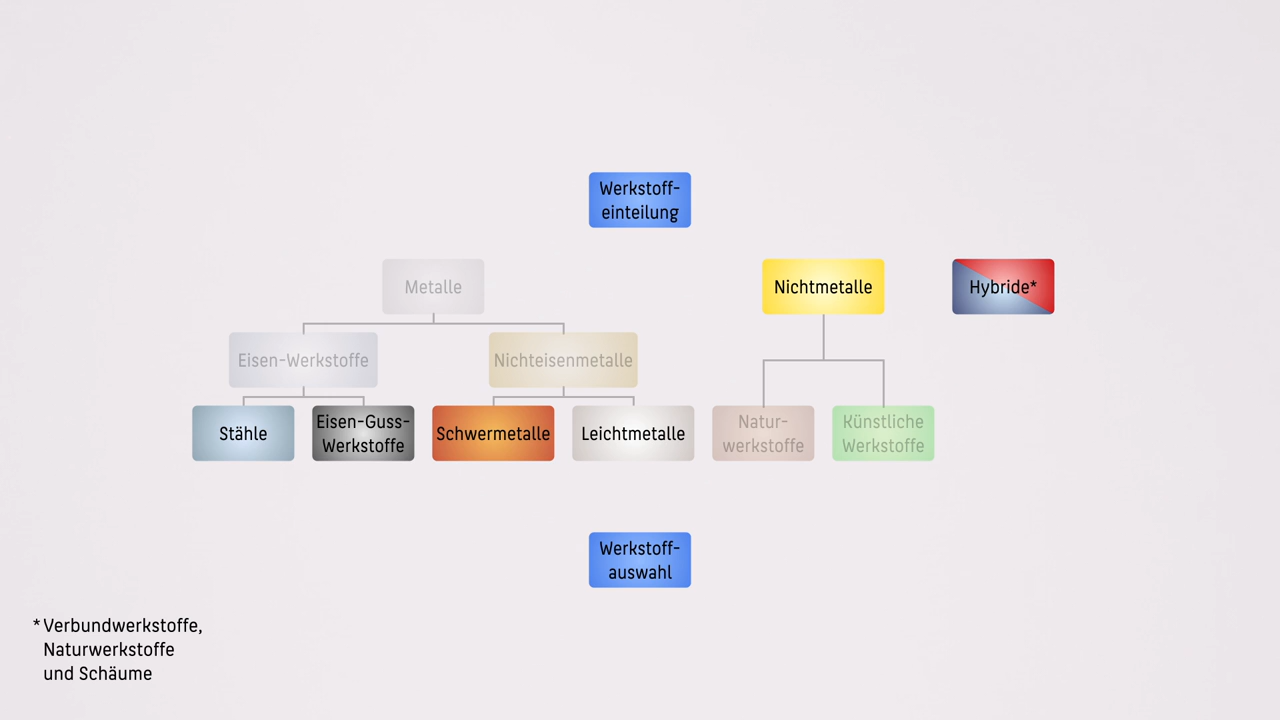 Werkstoff-
einteilung
Metalle
Nichtmetalle
Hybride*
Eisen-Werkstoffe
Nichteisenmetalle
Stähle
Eisen-Guss-
Werkstoffe
Schwermetalle
Leichtmetalle
Natur-
werkstoffe
Künstliche
Werkstoffe
Werkstoff-
auswahl
* Verbundwerkstoffe,
Naturwerkstoffe
und Schäume